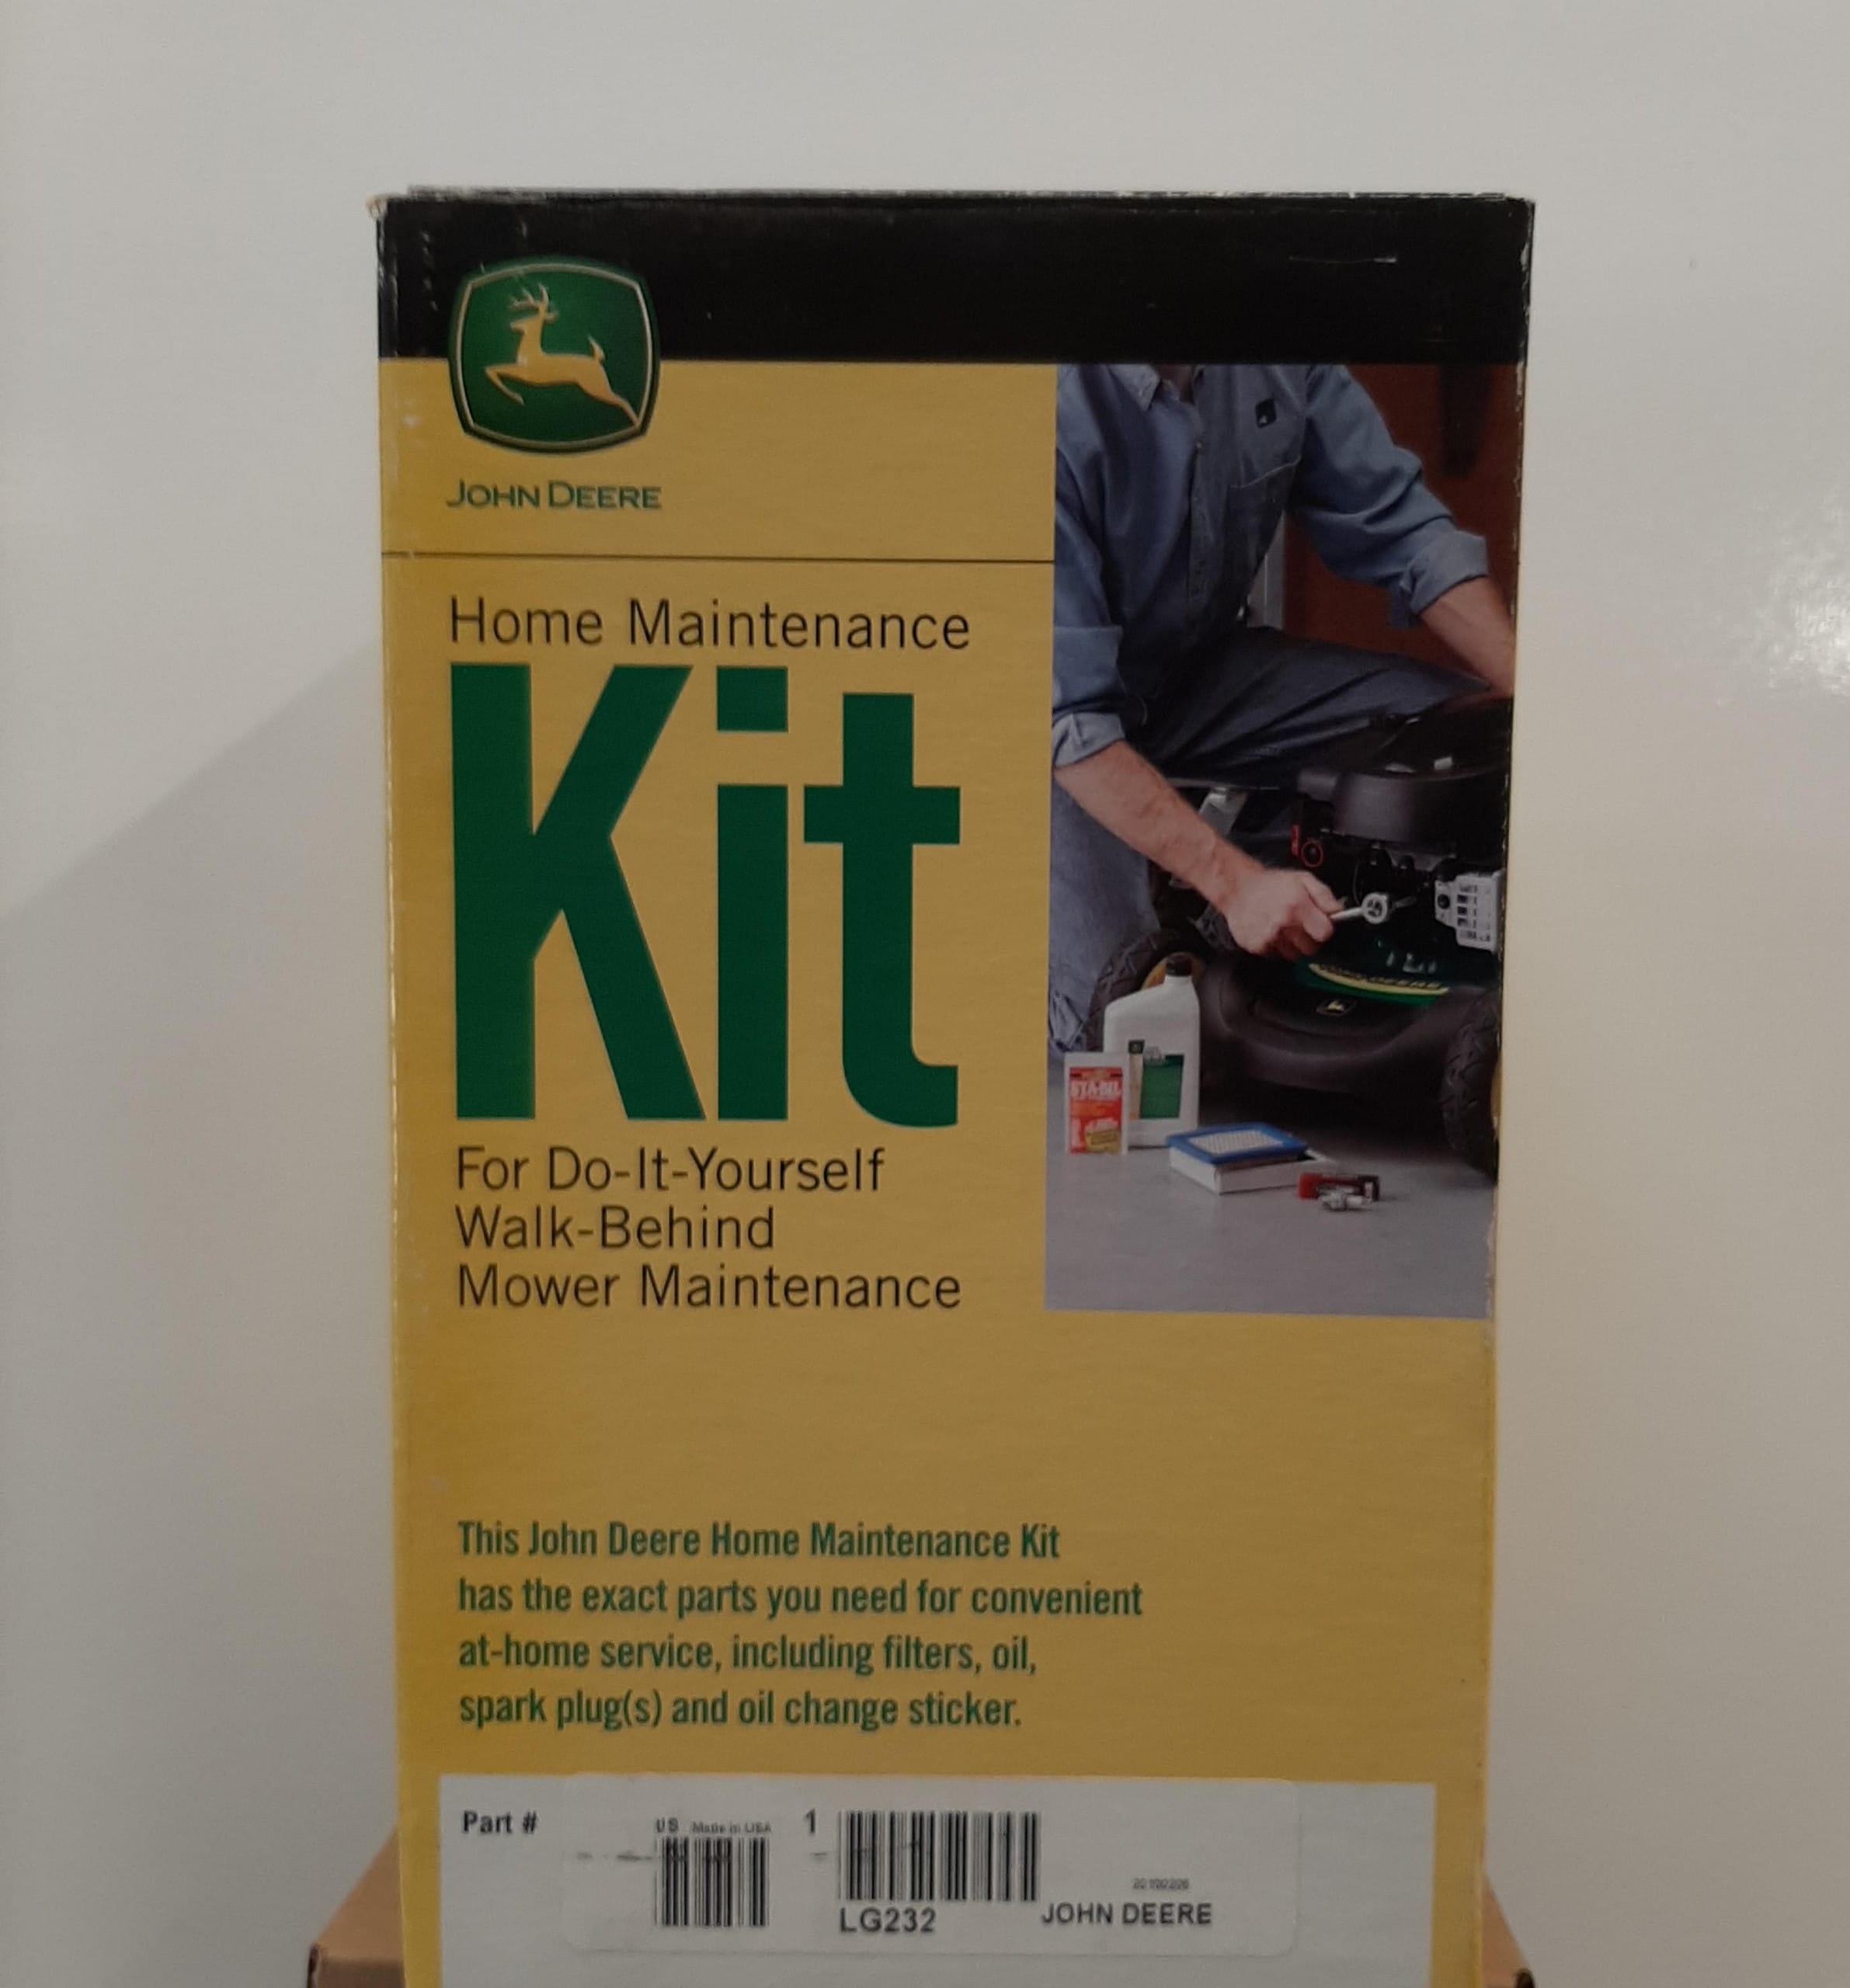 JOHN DEERE
Home Maintenance
Kit
For Do-It-Yourself
Walk-Behind
Mower Maintenance
STA-BIL
This John Deere Home Maintenance Kit
has the exact parts you need for convenient
at-home service, including filters, oil,
spark plug(s) and oil change sticker.
Part #
US Made in USA 1
LG232
JOHN DEERE